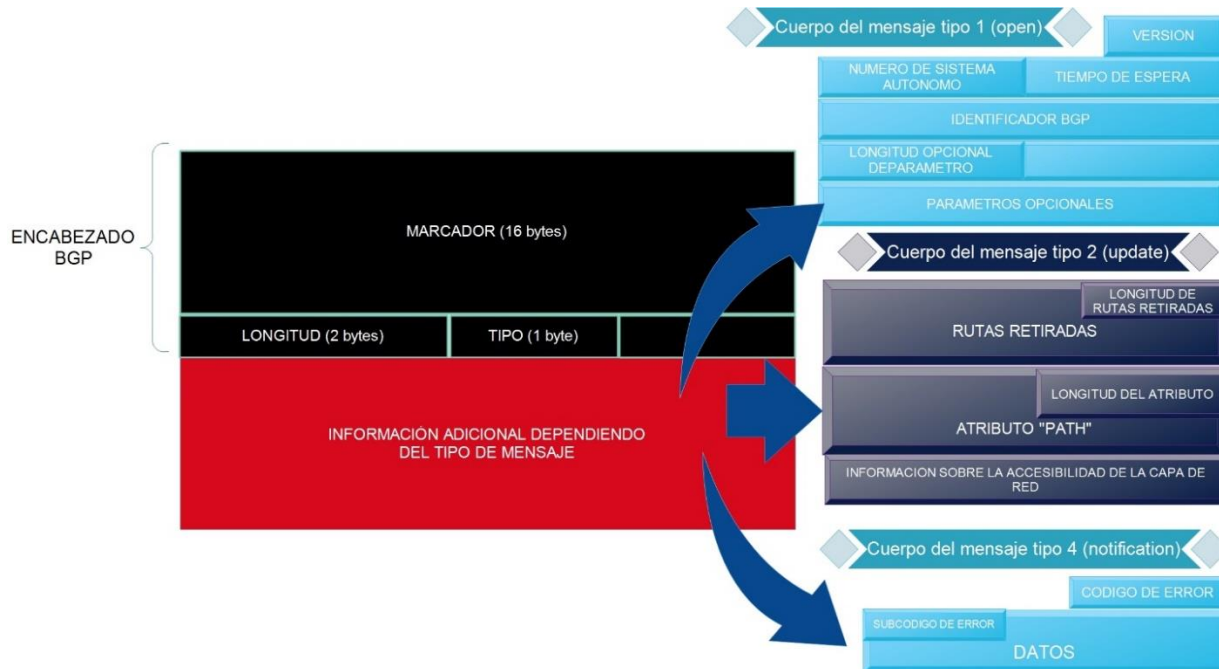 Cuerpo del mensaje tipo 1 (open)
VERSION
NUMERO DE SISTEMA
AUTONOMO
TIEMPO DE ESPERA
IDENTIFICADOR BGP
LONGITUD OPCIONAL
DEPARAMETRO
PARAMETROS OPCIONALES
ENCABEZADO
BGP
MARCADOR (16 bytes)
LONGITUD (2 bytes)
TIPO (1 byte)
INFORMACIÓN ADICIONAL DEPENDIENDO
DEL TIPO DE MENSAJE
Cuerpo del mensaje tipo 2 (update)
LONGITUD DE
RUTAS RETIRADAS
RUTAS RETIRADAS
LONGITUD DEL ATRIBUTO
ATRIBUTO "PATH"
INFORMACION SOBRE LA ACCESIBILIDAD DE LA CAPA DE
RED
Cuerpo del mensaje tipo 4 (notification)
CODIGO DE ERROR
SUBCODIGO DE ERROR
DATOS